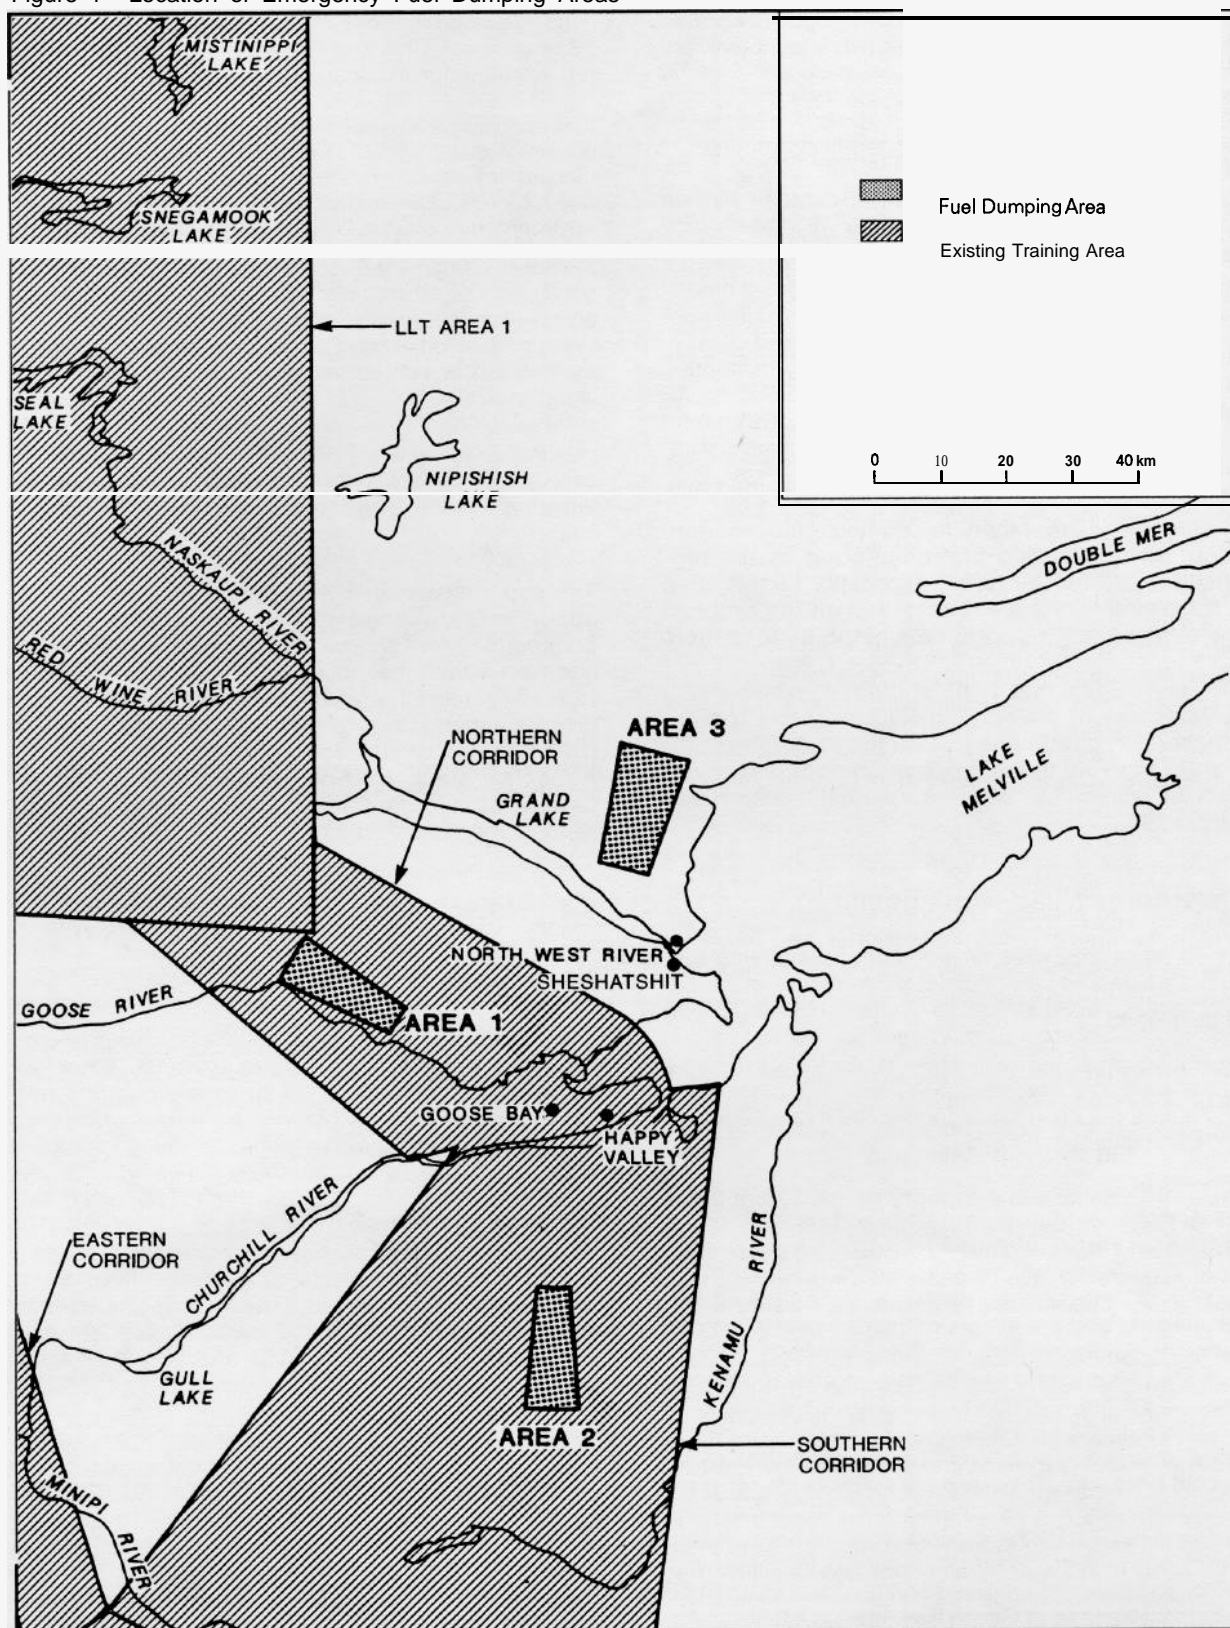 Figure 1 Location of Emergency Fuel Dumping Areas
MISTINIPPI
LAKE
SNEGAMOOK
LAKE
Fuel Dumping Area
Existing Training Area
LLT AREA 1
SEAL
LAKE
NIPISHISH
LAKE
0 10 20 30 40 km
NASKAUPI RIVER
DOUBLE MER
RED WINE RIVER
NORTHERN
CORRIDOR
AREA 3
GRAND
LAKE
LAKE
MELVILLE
NORTH WEST RIVER
SHESHATSHIT
GOOSE RIVER
AREA 1
GOOSE BAY
HAPPY
VALLEY
CHURCHILL RIVER
EASTERN
CORRIDOR
KENAMU RIVER
GULL
LAKE
AREA 2
SOUTHERN
CORRIDOR
MINIPI RIVER